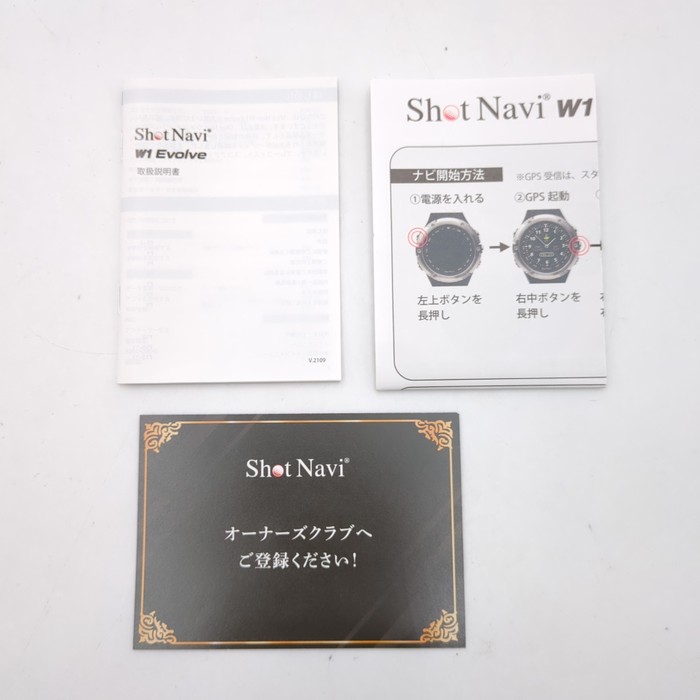 Shot Navi®
W1 Evolve
取扱説明書
V.2109
Shot Navi® W1
ナビ開始方法
※GPS 受信は、スタ
①電源を入れる
②GPS 起動
左上ボタンを
長押し
右中ボタンを
長押し
Shot Navi®
オーナーズクラブへ
ご登録ください!